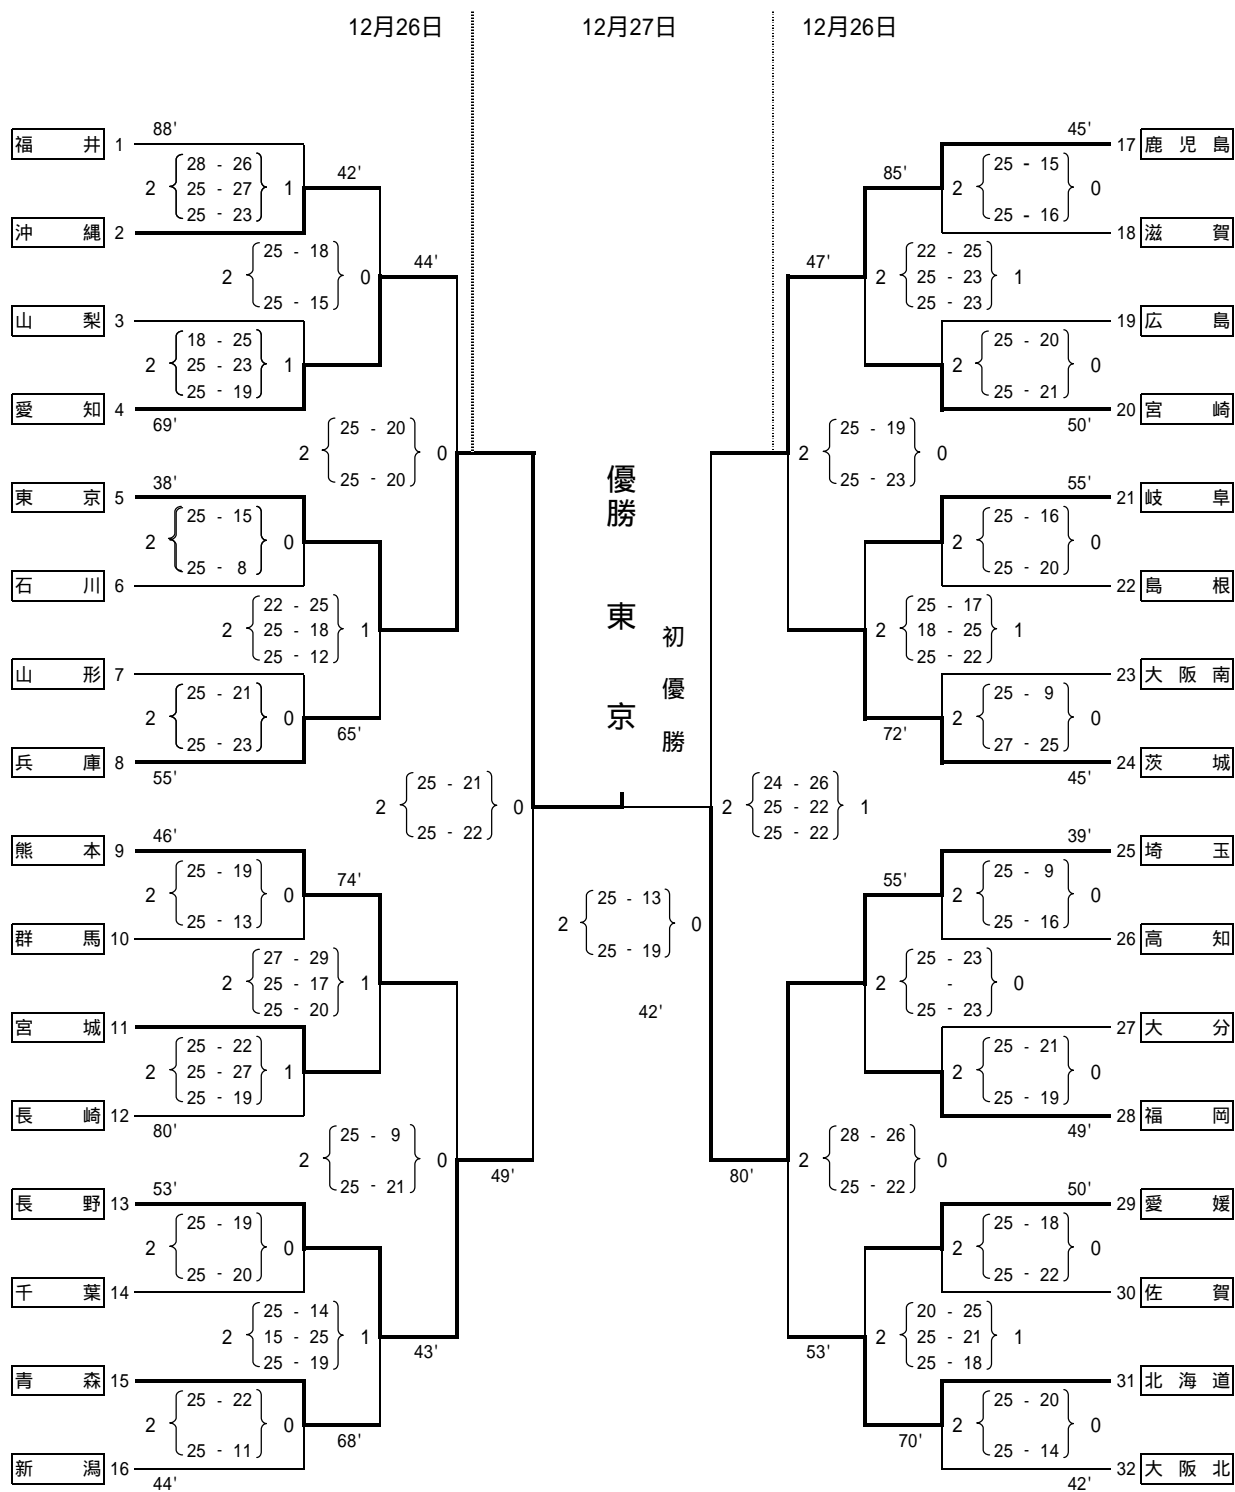 12月26日 12月27日 12月26日
88' 45'
福井 1 17 鹿児島
28 - 26 42' 85' 25 - 15
2 25 - 27 1 2 0
25 - 23 25 - 16
沖縄 2 18 滋賀
25 - 18 44' 47' 22 - 25
2 0 2 25 - 23 1
25 - 15 25 - 23
山梨 3 19 広島
18 - 25 25 - 20
2 25 - 23 1 2 0
25 - 19 25 - 21
愛知 4 20 宮崎
69' 50'
25 - 20 25 - 19
2 0 2 0
25 - 20 25 - 23
38' 55'
東京 5 21 岐阜
25 - 15 25 - 16
2 0 2 0
25 - 8 25 - 20
石川 6 22 島根
22 - 25 25 - 17
2 25 - 18 1 2 18 - 25 1
25 - 12 25 - 22
山形 7 23 大阪南
25 - 21 25 - 9
2 0 2 0
25 - 23 65' 72' 27 - 25
兵庫 8 24 茨城
55' 45'
優勝 東京
初優勝
25 - 21 24 - 26
2 0 2 25 - 22 1
25 - 22 25 - 22
46' 39'
熊本 9 25 埼玉
25 - 19 74' 55' 25 - 9
2 0 2 0
25 - 13 25 - 16
群馬 10 26 高知
25 - 13
2 0
25 - 19
42'
27 - 29 25 - 23
2 25 - 17 1 2 - 0
25 - 20 25 - 23
宮城 11 27 大分
25 - 22 25 - 21
2 25 - 27 1 2 0
25 - 19 25 - 19
長崎 12 28 福岡
80' 49'
25 - 9 28 - 26
2 0 49' 80' 2 0
25 - 21 25 - 22
53' 50'
長野 13 29 愛媛
25 - 19 25 - 18
2 0 2 0
25 - 20 25 - 22
千葉 14 30 佐賀
25 - 14 20 - 25
2 15 - 25 1 43' 53' 2 25 - 21 1
25 - 19 25 - 18
青森 15 31 北海道
25 - 22 25 - 20
2 0 2 0
25 - 11 68' 70' 25 - 14
新潟 16 32 大阪北
44' 42'